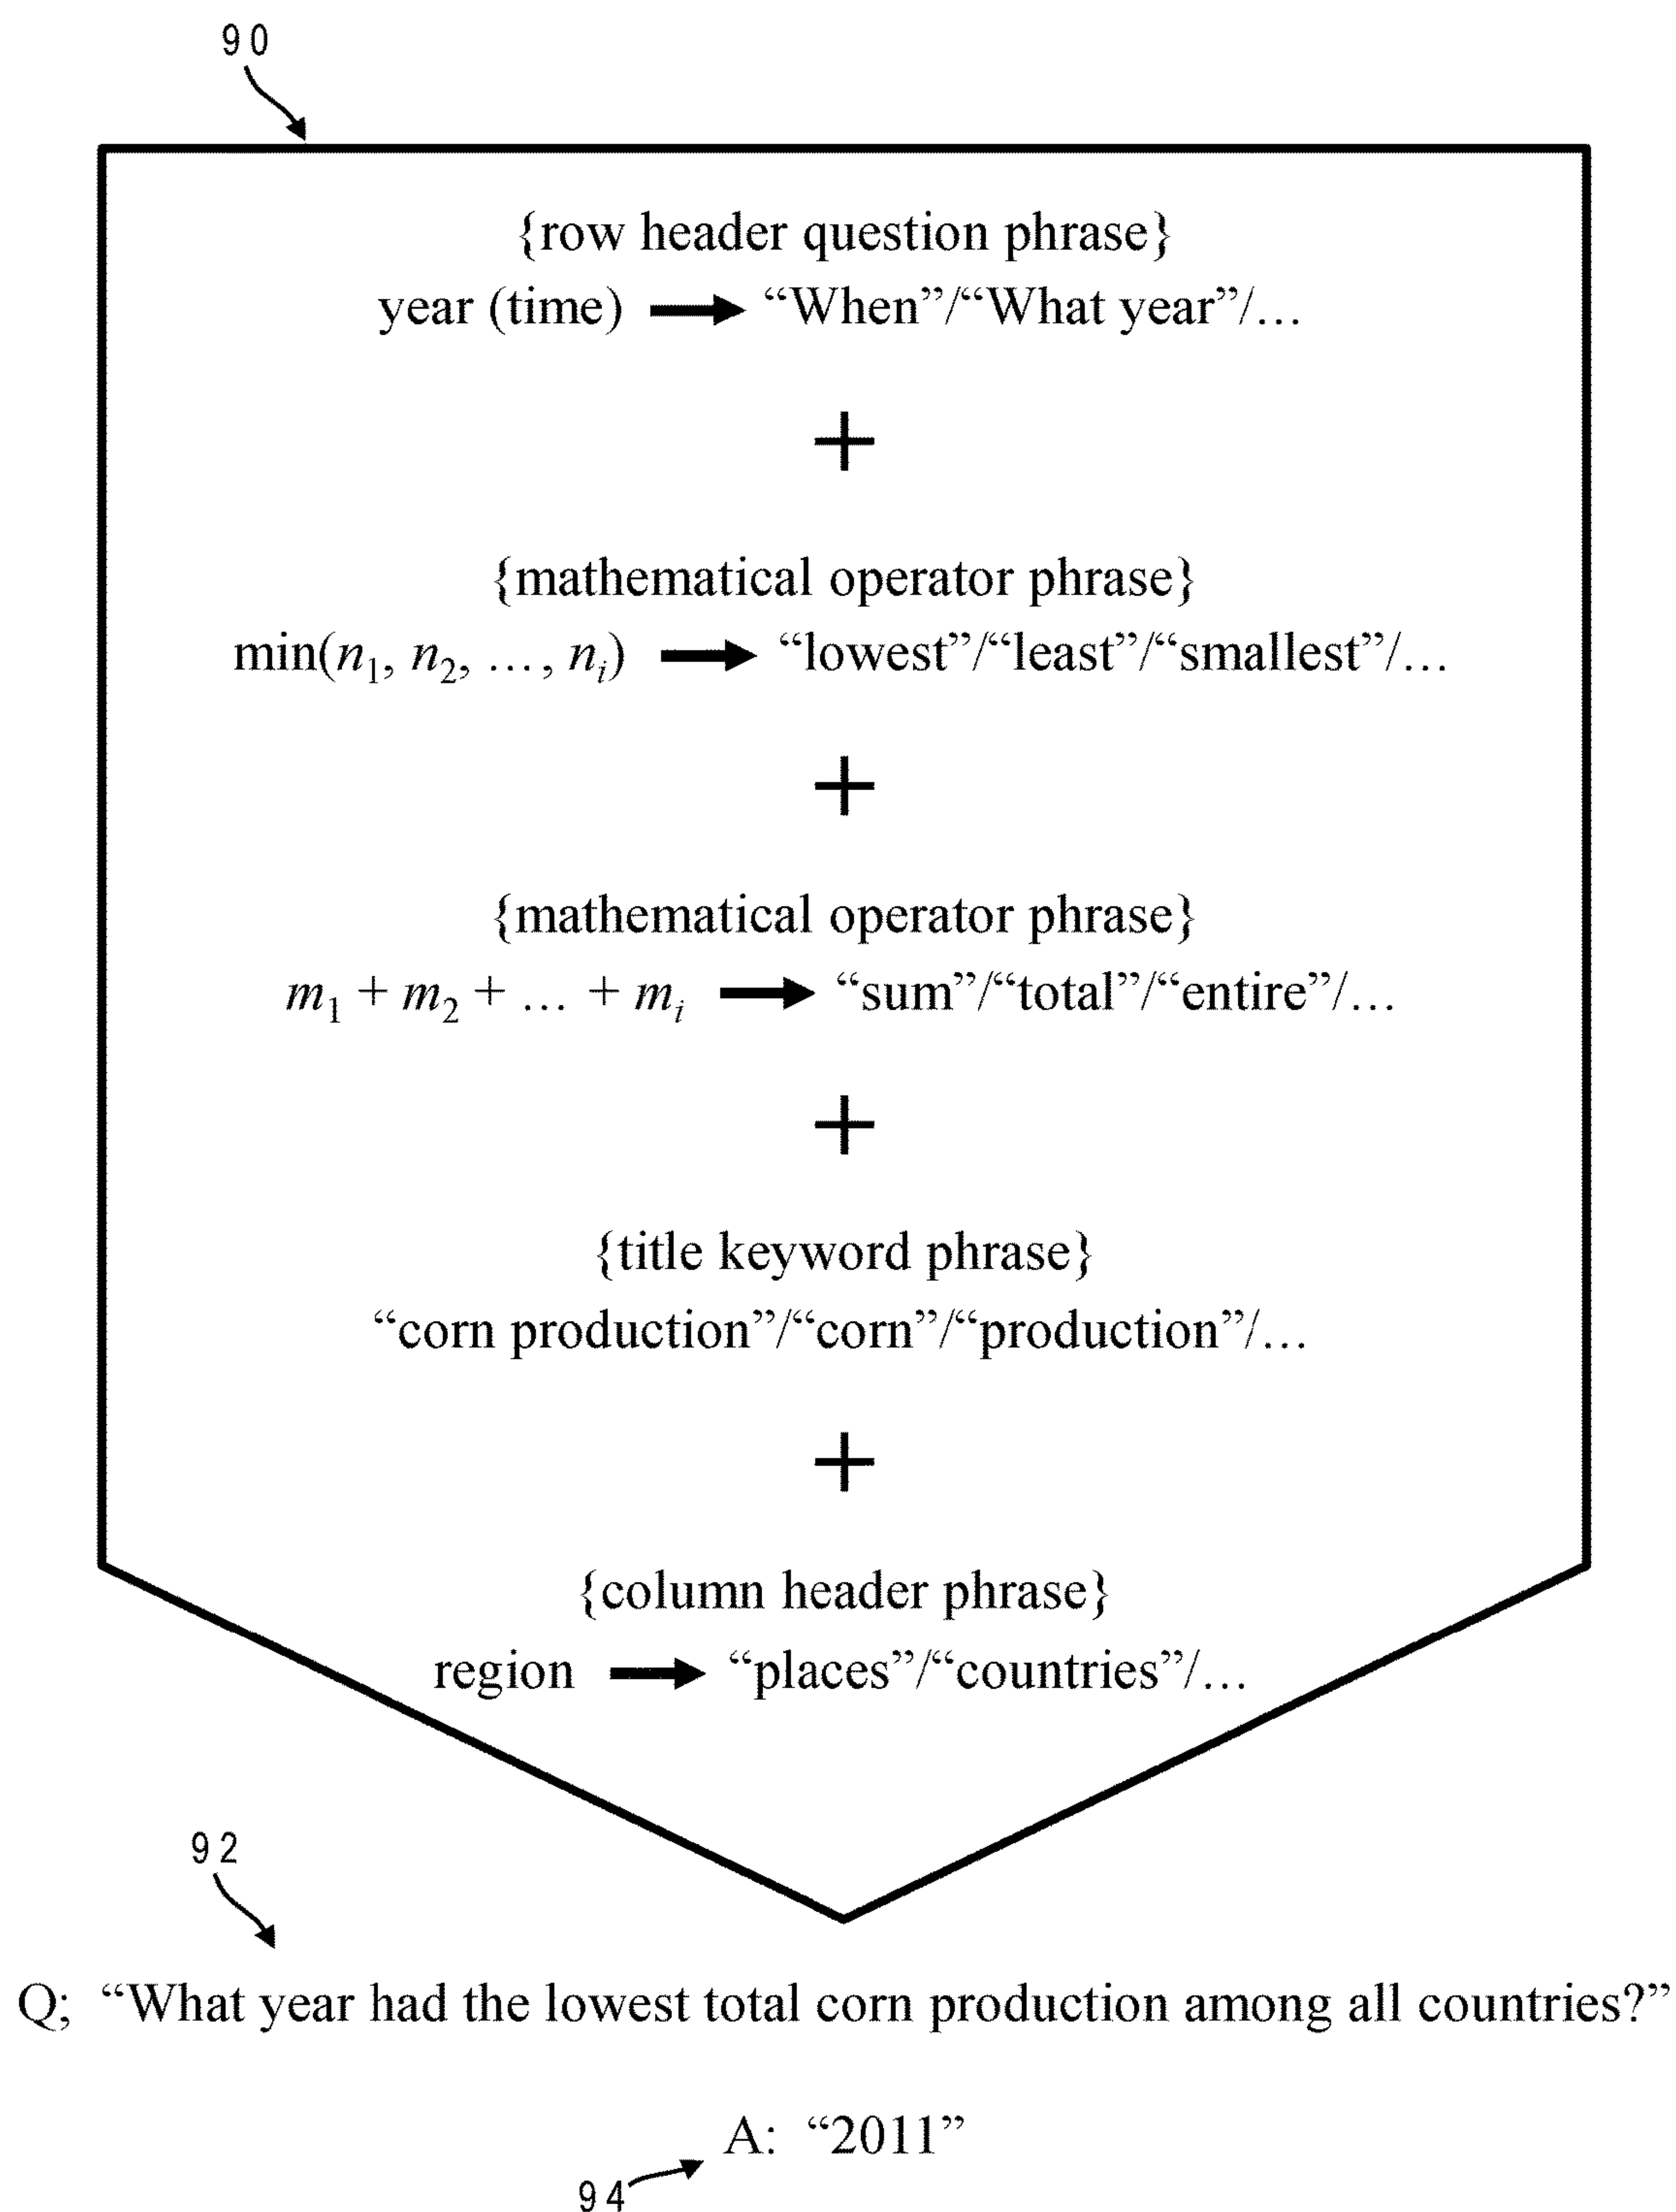 90
{row header question phrase}
year (time) → “When”/“What year”/…
+
{mathematical operator phrase}
min(n₁, n₂, …, nᵢ) → “lowest”/“least”/“smallest”/…
+
{mathematical operator phrase}
m₁ + m₂ + … + mᵢ → “sum”/“total”/“entire”/…
+
{title keyword phrase}
“corn production”/“corn”/“production”/…
+
{column header phrase}
region → “places”/“countries”/…
92
Q; “What year had the lowest total corn production among all countries?”
A: “2011”
94